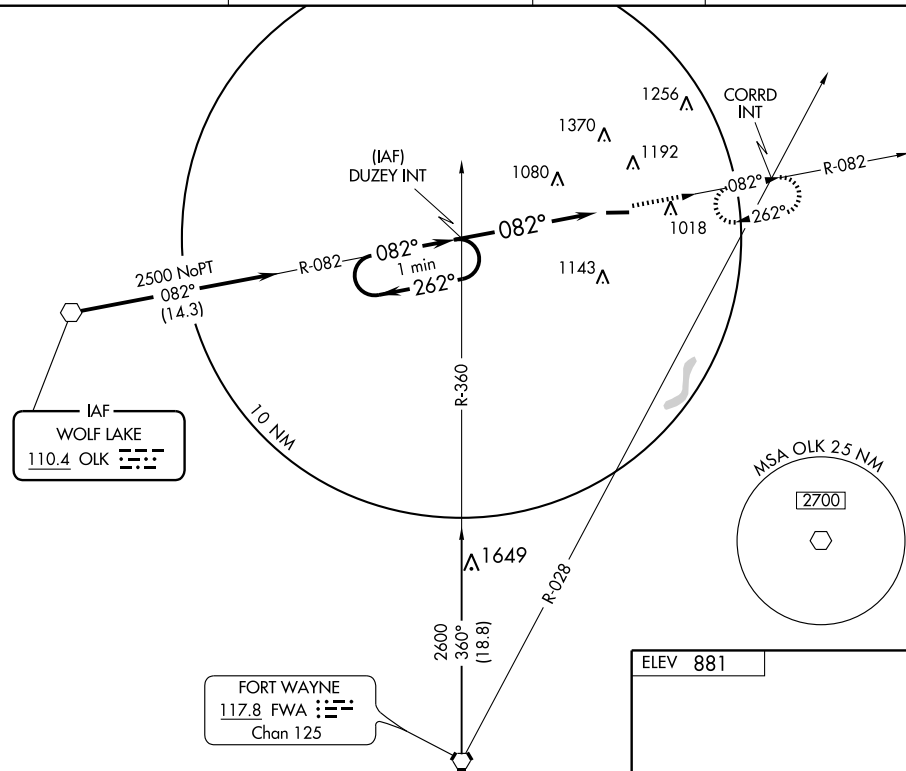 1256
CORRD
INT
1370
1192
(IAF)
DUZEY INT
1080
R-082
082°
262°
1018
082°
082°
1 min
262°
R-082
2500 NoPT
082°
(14.3)
1143
R-360
IAF
WOLF LAKE
110.4 OLK
10 NM
MSA OLK 25 NM
2700
1649
R-028
2600
360°
(18.8)
ELEV 881
FORT WAYNE
117.8 FWA
Chan 125